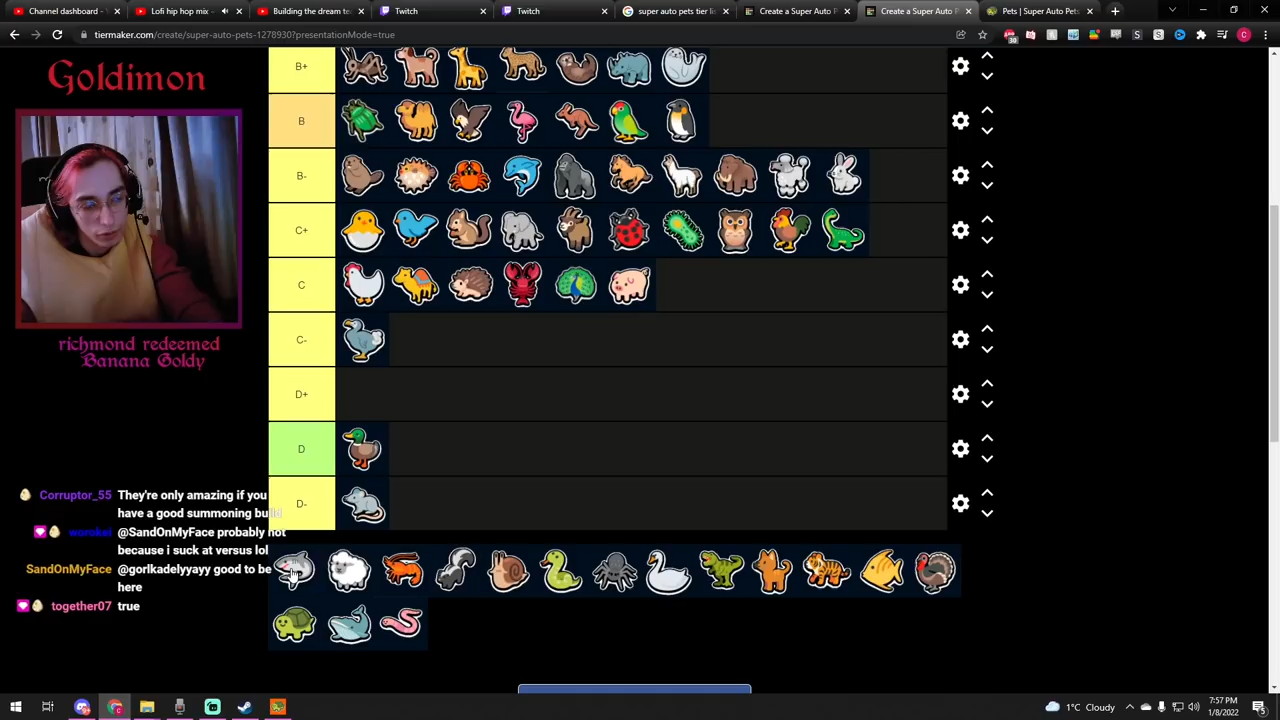 Channel dashboard -
Lofi hip hop mix -
Building the dream te
Twitch
Twitch
super auto pets tier li
Create a Super Auto P
Create a Super Auto P
Pets | Super Auto Pets
tiermaker.com/create/super-auto-pets-1278930?presentationMode=true
30
C
Goldimon
richmond redeemed
Banana Goldy
B+
B
B-
C+
C
C-
D+
D
D-
Corruptor_55 They're only amazing if you
have a good summoning build
worokei @SandOnMyFace probably not
because i suck at versus lol
SandOnMyFace @gorlkadelyyayy good to be
here
together07 true
1°C Cloudy
7:57 PM
1/8/2022